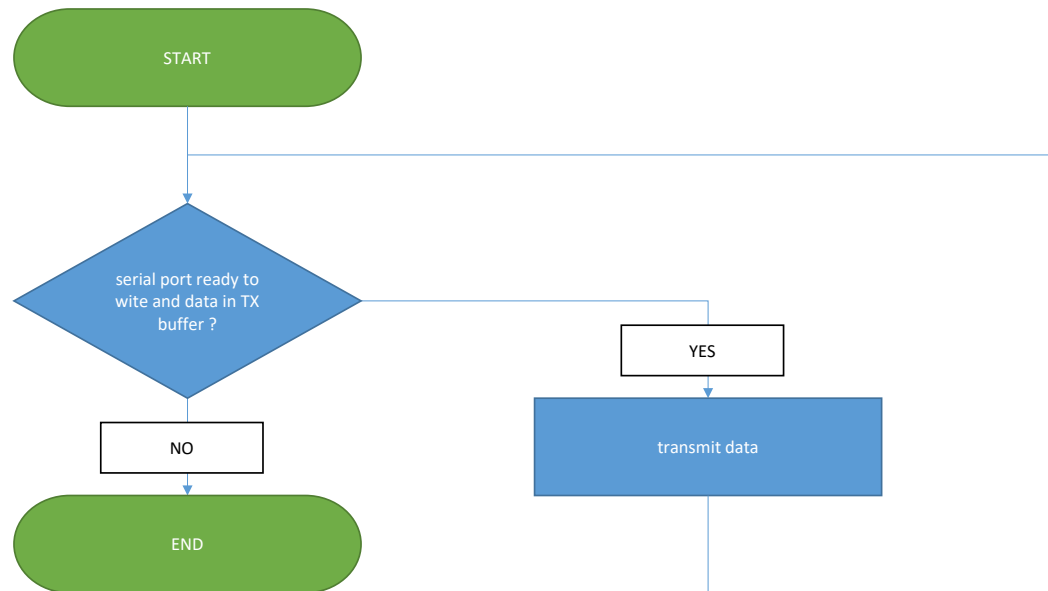 START
serial port ready to
wite and data in TX
buffer ?
YES
NO
transmit data
END